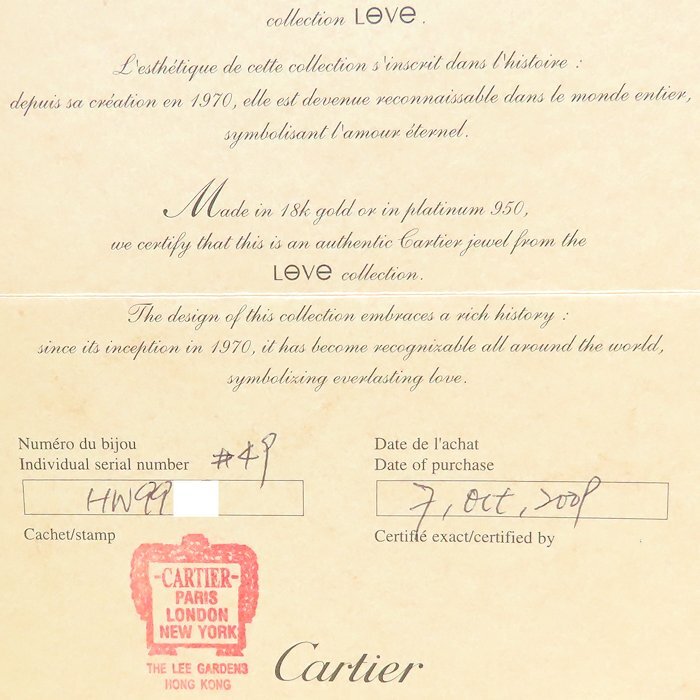 collection LOVE.
L'esthétique de cette collection s'inscrit dans l'histoire :
depuis sa création en 1970, elle est devenue reconnaissable dans le monde entier,
symbolisant l'amour éternel.
Made in 18k gold or in platinum 950,
we certify that this is an authentic Cartier jewel from the
LOVE collection.
The design of this collection embraces a rich history :
since its inception in 1970, it has become recognizable all around the world,
symbolizing everlasting love.
Numéro du bijou
Individual serial number #49
HW99
Date de l'achat
Date of purchase
7, Oct, 2009
Cachet/stamp
Certifié exact/certified by
-CARTIER-
PARIS
LONDON
NEW YORK
THE LEE GARDENS
HONG KONG
Cartier